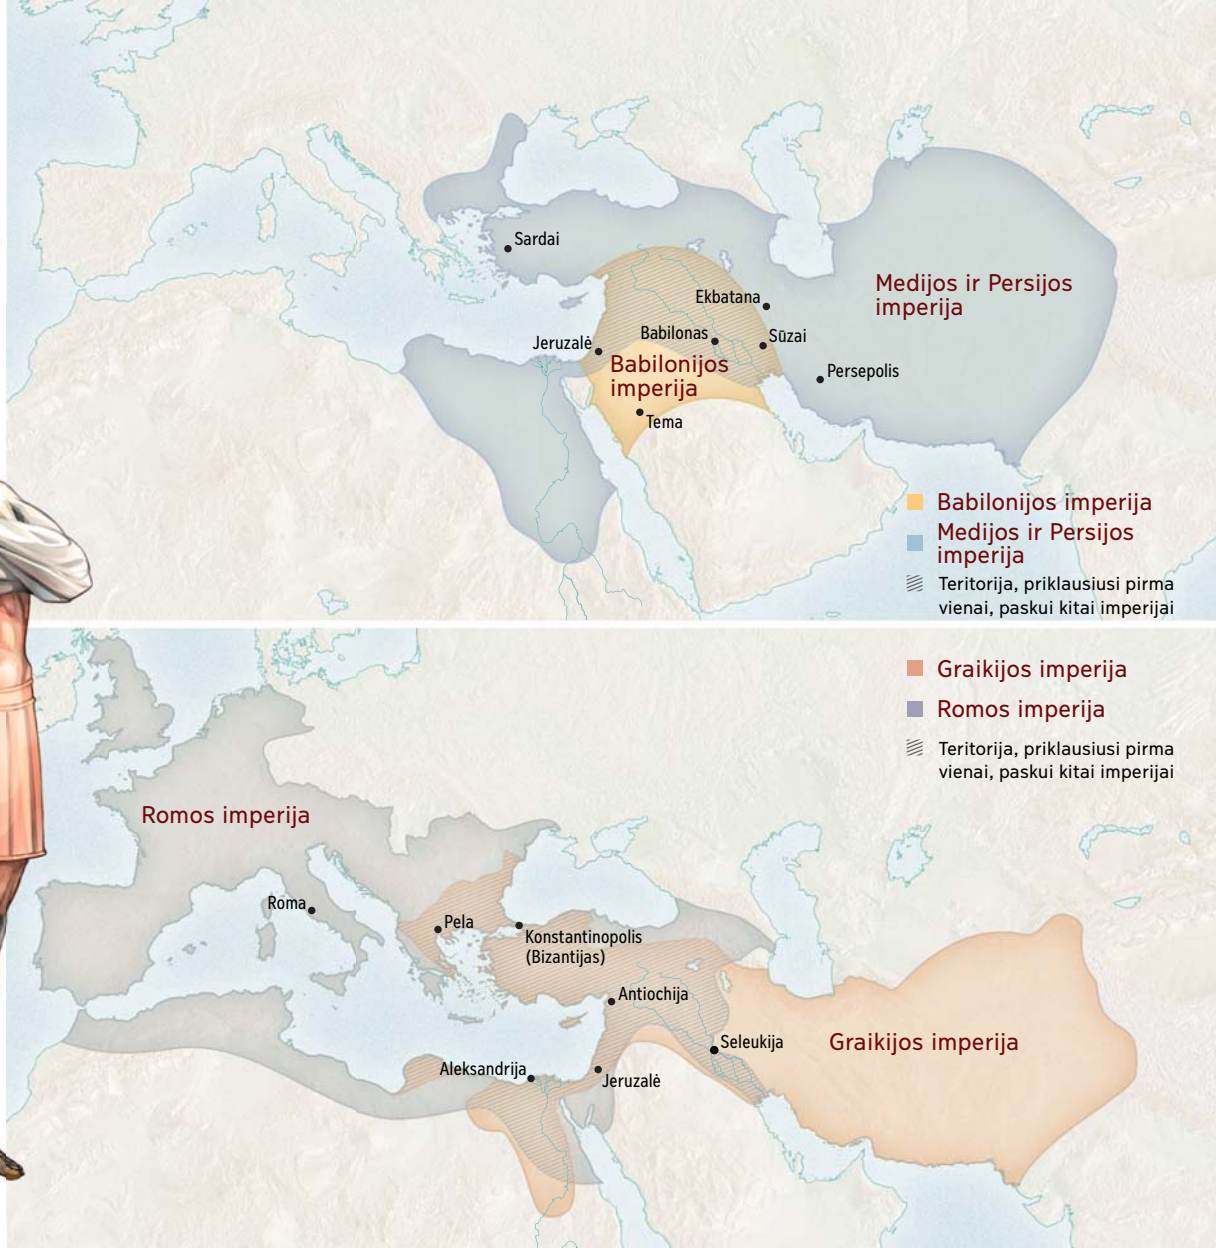 Sardai
Medijos ir Persijos
imperija
Ekbatana
Babilonas
Sūzai
Jeruzalė
Babilonijos
imperija
Persepolis
Tema
Babilonijos imperija
Medijos ir Persijos
imperija
Teritorija, priklausiusi pirma
vienai, paskui kitai imperijai
Graikijos imperija
Romos imperija
Teritorija, priklausiusi pirma
vienai, paskui kitai imperijai
Romos imperija
Roma
Pela
Konstantinopolis
(Bizantijas)
Antiochija
Seleukija
Graikijos imperija
Aleksandrija
Jeruzalė